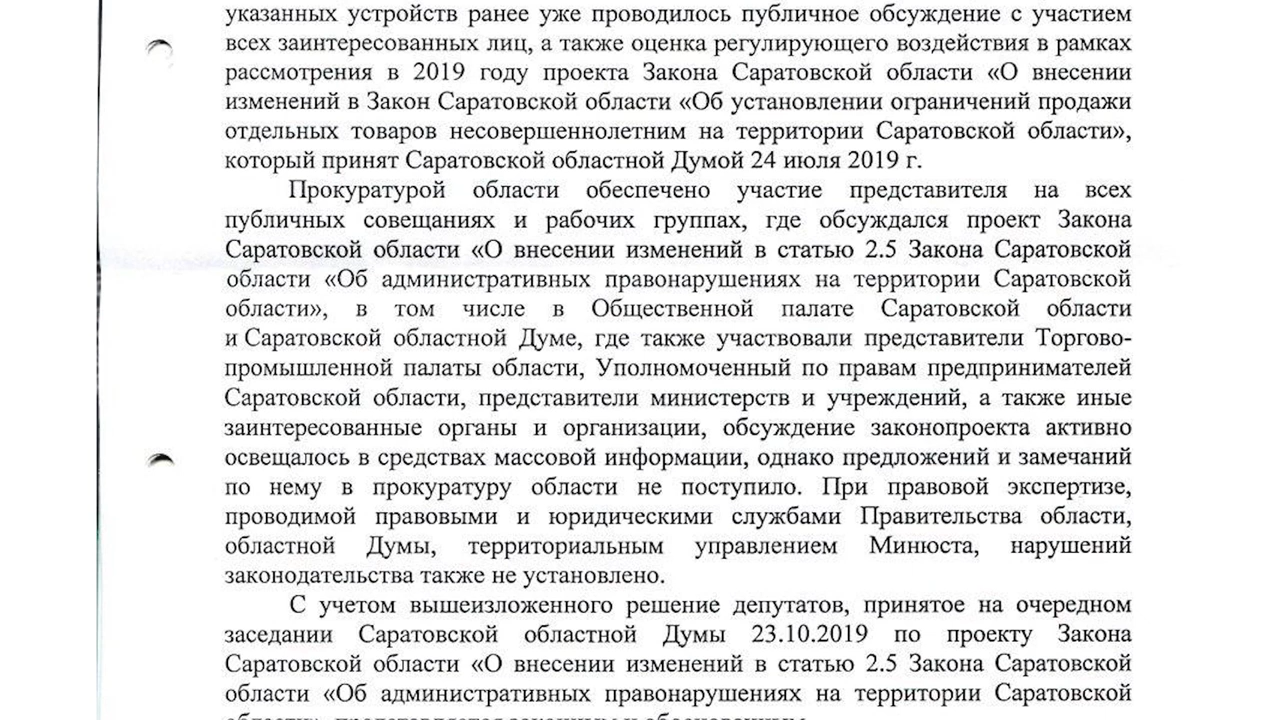 указанных устройств ранее уже проводилось публичное обсуждение с участием
всех заинтересованных лиц, а также оценка регулирующего воздействия в рамках
рассмотрения в 2019 году проекта Закона Саратовской области «О внесении
изменений в Закон Саратовской области «Об установлении ограничений продажи
отдельных товаров несовершеннолетним на территории Саратовской области»,
который принят Саратовской областной Думой 24 июля 2019 г.
Прокуратурой области обеспечено участие представителя на всех
публичных совещаниях и рабочих группах, где обсуждался проект Закона
Саратовской области «О внесении изменений в статью 2.5 Закона Саратовской
области «Об административных правонарушениях на территории Саратовской
области», в том числе в Общественной палате Саратовской области
и Саратовской областной Думе, где также участвовали представители Торгово-
промышленной палаты области, Уполномоченный по правам предпринимателей
Саратовской области, представители министерств и учреждений, а также иные
заинтересованные органы и организации, обсуждение законопроекта активно
освещалось в средствах массовой информации, однако предложений и замечаний
по нему в прокуратуру области не поступило. При правовой экспертизе,
проводимой правовыми и юридическими службами Правительства области,
областной Думы, территориальным управлением Минюста, нарушений
законодательства также не установлено.
С учетом вышеизложенного решение депутатов, принятое на очередном
заседании Саратовской областной Думы 23.10.2019 по проекту Закона
Саратовской области «О внесении изменений в статью 2.5 Закона Саратовской
области «Об административных правонарушениях на территории Саратовской